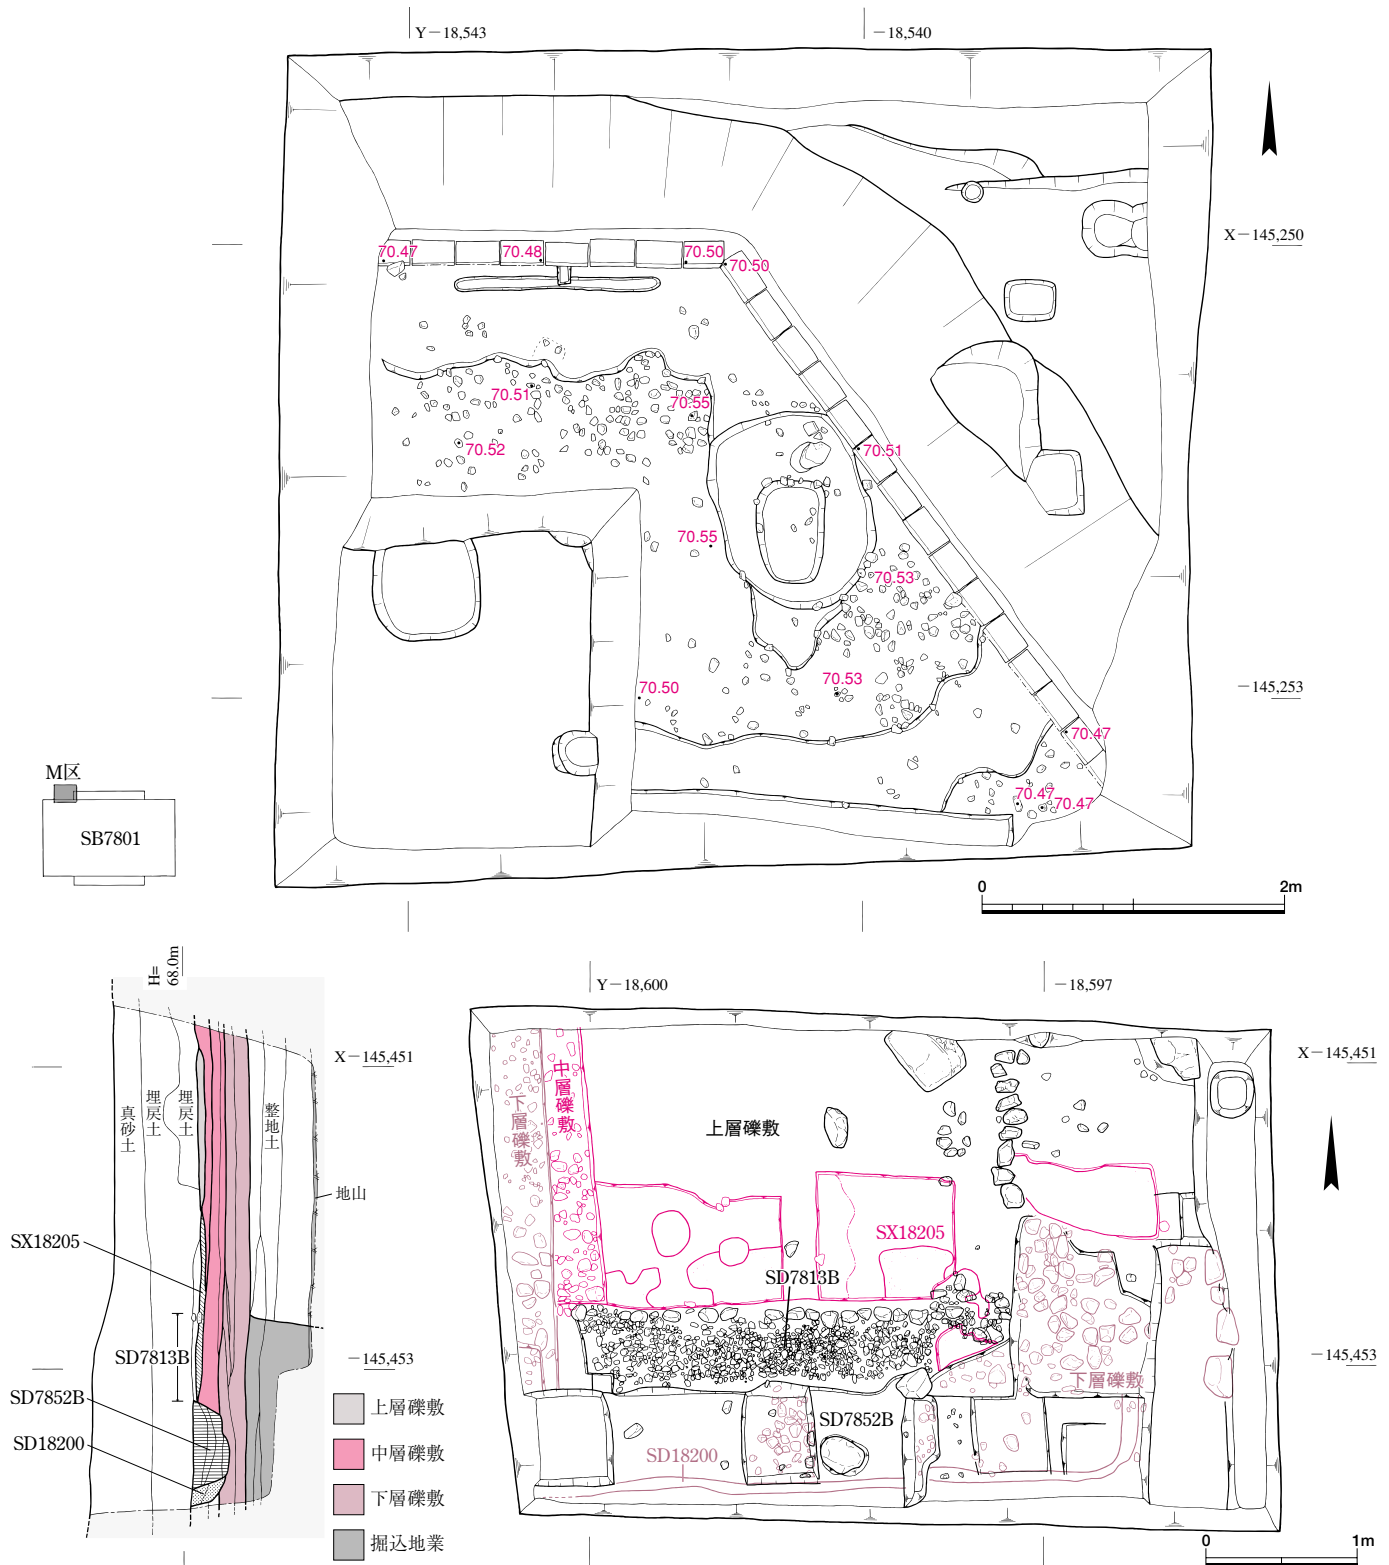 Y－18,543
－18,540
X－145,250
70.47
70.48
70.50
70.50
70.51
70.55
70.52
70.51
70.55
70.53
70.50
70.53
－145,253
70.47
70.47
70.47
M区
SB7801
0
2m
H=
68.0m
Y－18,600
－18,597
X－145,451
X－145,451
真砂土
埋戻土
埋戻土
整地土
地山
SX18205
SD7813B
SD7852B
SD18200
－145,453
上層礫敷
中層礫敷
下層礫敷
掘込地業
下層礫敷
中層礫敷
上層礫敷
SX18205
SD7813B
－145,453
下層礫敷
SD7852B
SD18200
0
1m